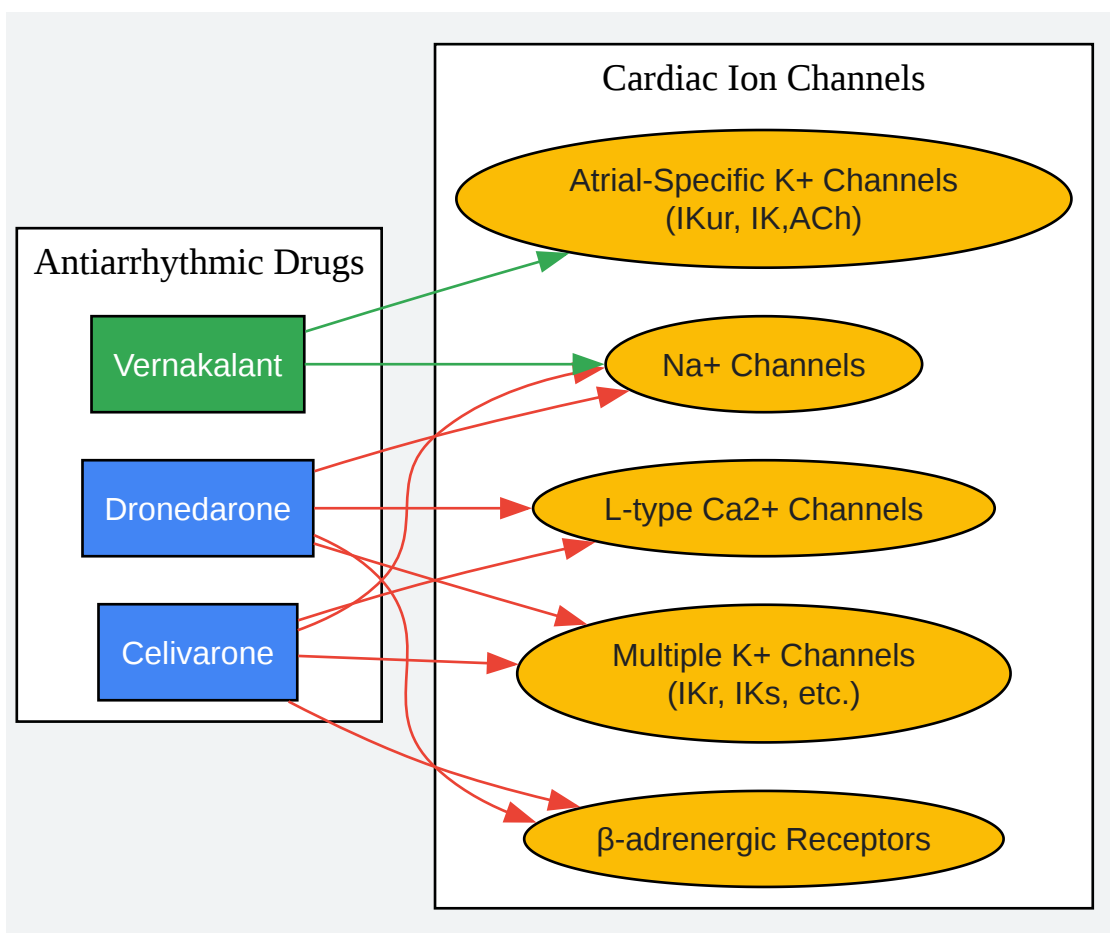 Antiarrhythmic Drugs
Vernakalant
Dronedarone
Celivarone
Cardiac Ion Channels
Atrial-Specific K+ Channels
(IKur, IK,ACh)
Na+ Channels
L-type Ca2+ Channels
Multiple K+ Channels
(IKr, IKs, etc.)
β-adrenergic Receptors